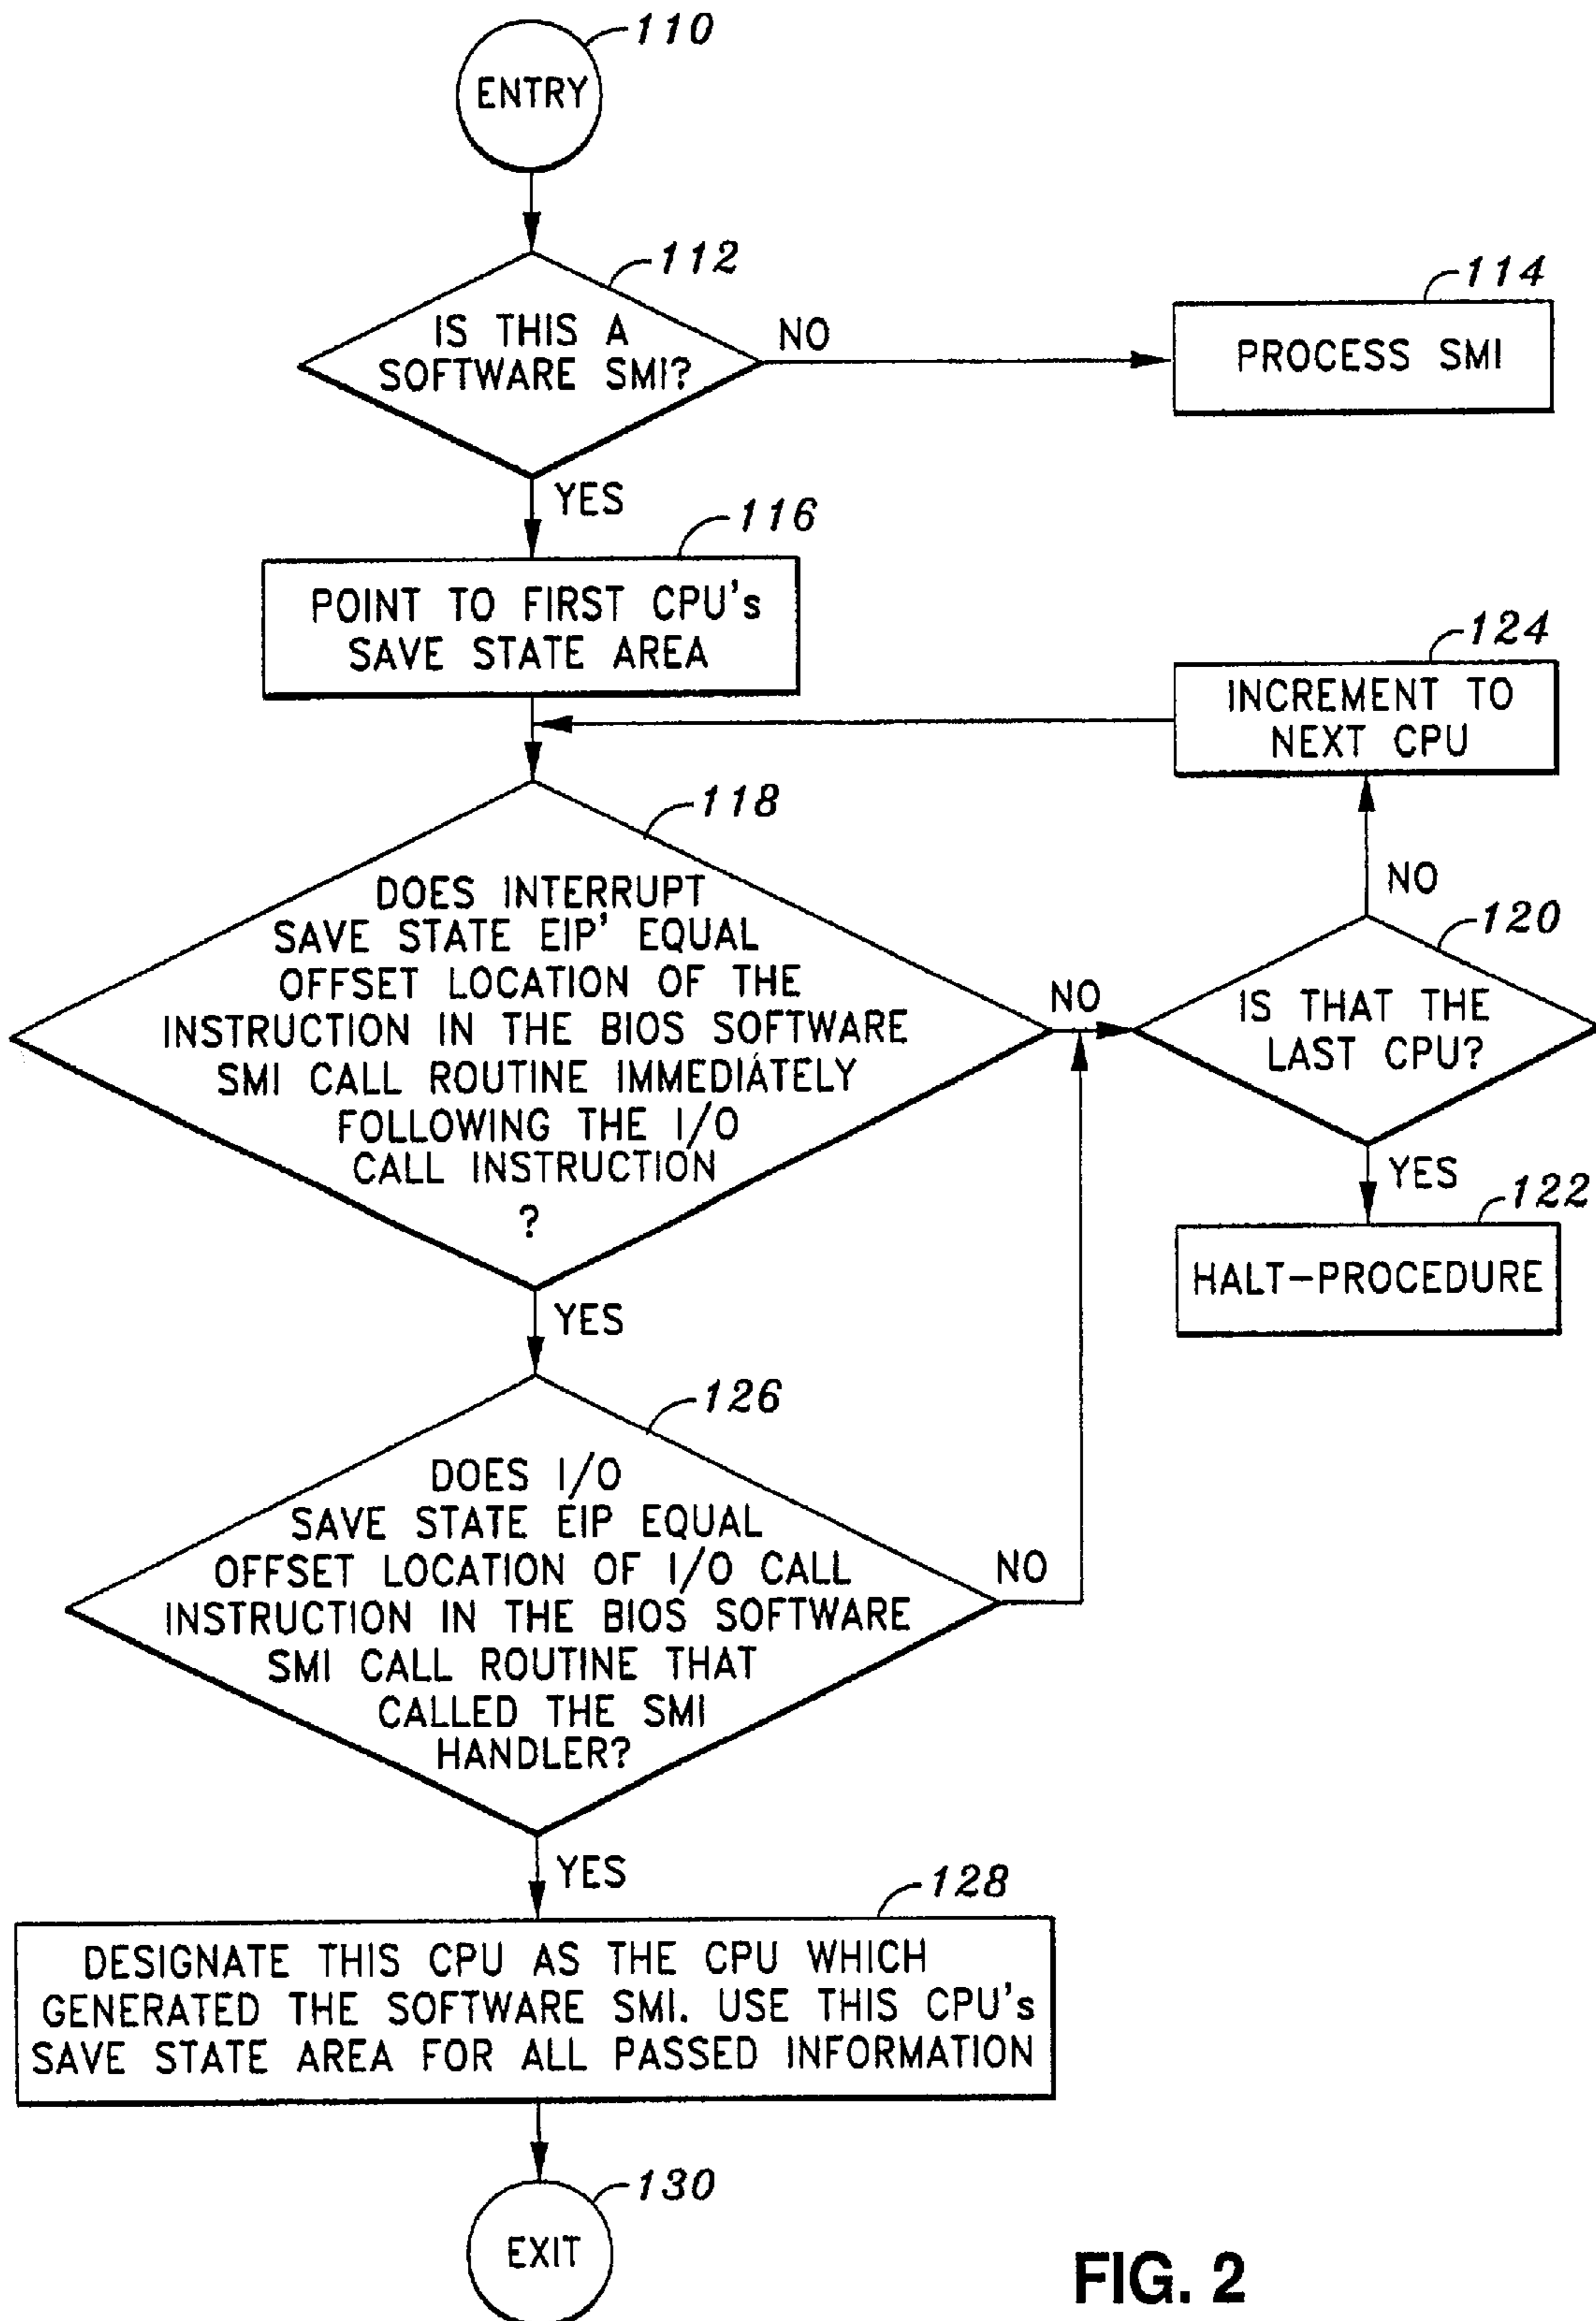 110
ENTRY
112
IS THIS A
SOFTWARE SMI?
NO
114
PROCESS SMI
YES
116
POINT TO FIRST CPU's
SAVE STATE AREA
124
INCREMENT TO
NEXT CPU
118
DOES INTERRUPT
SAVE STATE EIP' EQUAL
OFFSET LOCATION OF THE
INSTRUCTION IN THE BIOS SOFTWARE
SMI CALL ROUTINE IMMEDIATELY
FOLLOWING THE I/O
CALL INSTRUCTION
?
NO
NO
120
IS THAT THE
LAST CPU?
YES
122
HALT-PROCEDURE
YES
126
DOES I/O
SAVE STATE EIP EQUAL
OFFSET LOCATION OF I/O CALL
INSTRUCTION IN THE BIOS SOFTWARE
SMI CALL ROUTINE THAT
CALLED THE SMI
HANDLER?
NO
YES
128
DESIGNATE THIS CPU AS THE CPU WHICH
GENERATED THE SOFTWARE SMI. USE THIS CPU's
SAVE STATE AREA FOR ALL PASSED INFORMATION
130
EXIT
FIG. 2